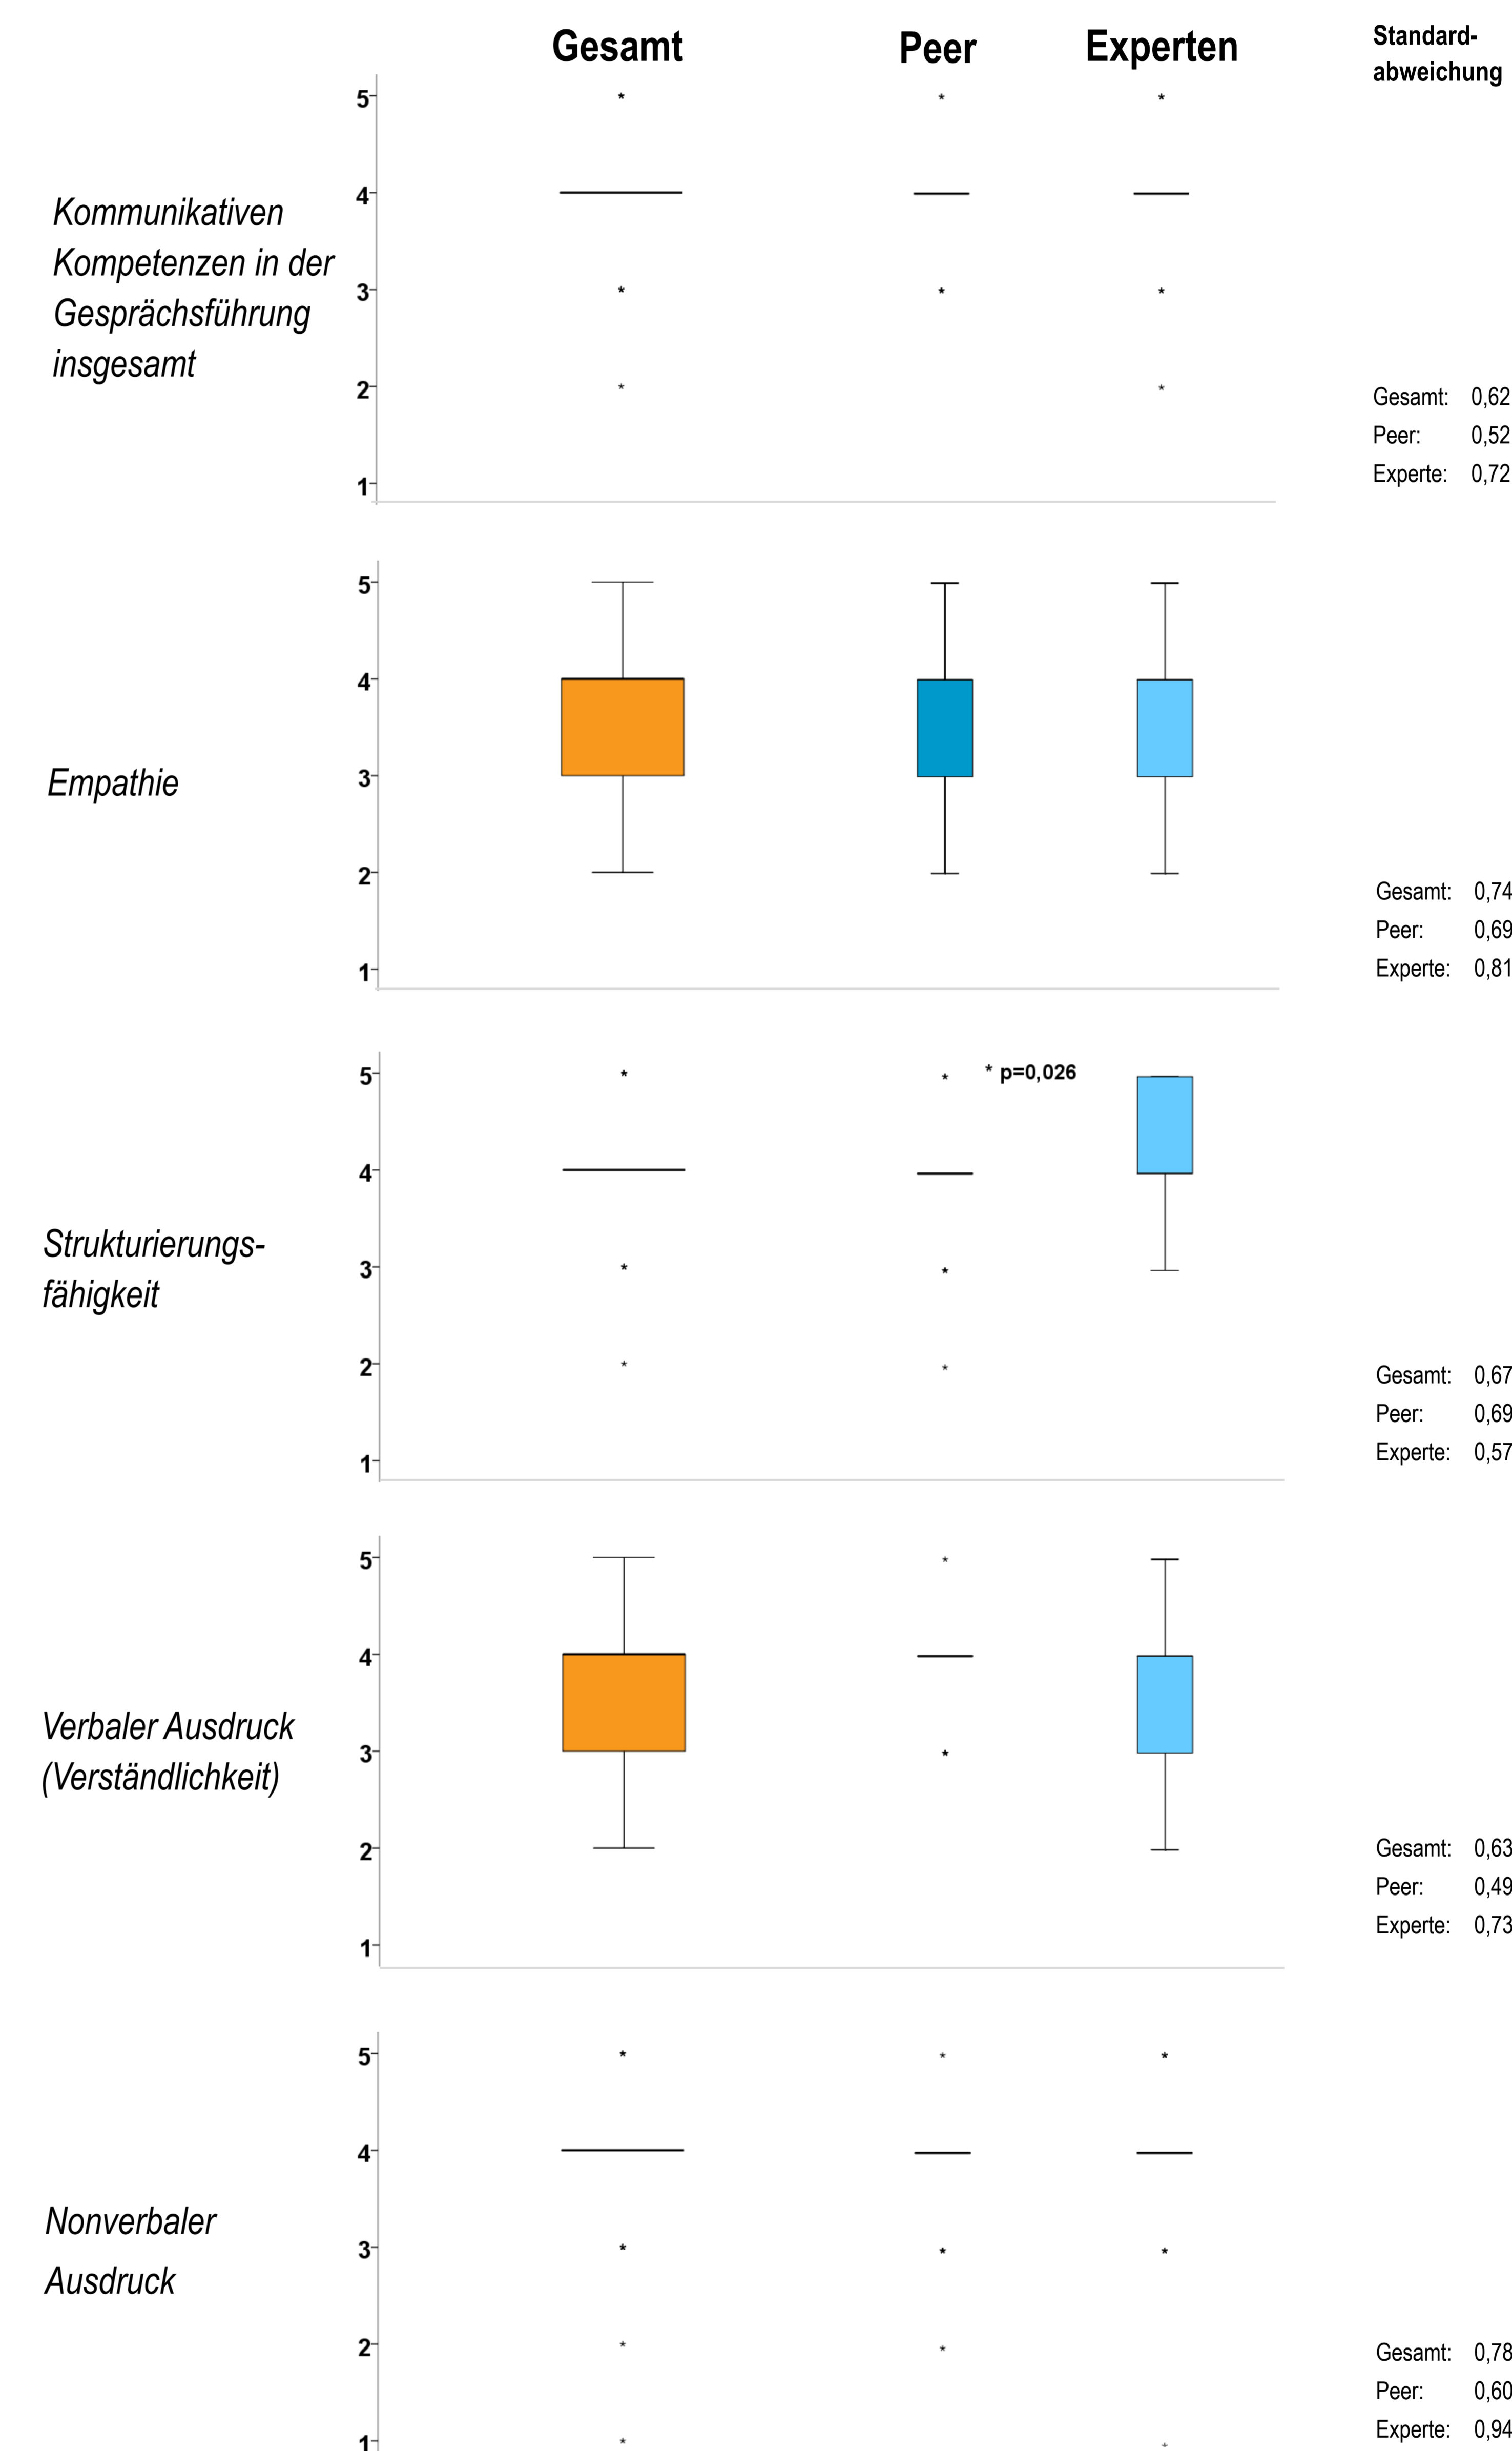 Gesamt Peer Experten Standard-
abweichung
5
4
3
2
1
Kommunikativen
Kompetenzen in der
Gesprächsführung
insgesamt
Gesamt: 0,62
Peer: 0,52
Experte: 0,72
5
4
3
2
1
Empathie
Gesamt: 0,74
Peer: 0,69
Experte: 0,81
5
4
3
2
1
* p=0,026
Strukturierungs-
fähigkeit
Gesamt: 0,67
Peer: 0,69
Experte: 0,57
5
4
3
2
1
Verbaler Ausdruck
(Verständlichkeit)
Gesamt: 0,63
Peer: 0,49
Experte: 0,73
5
4
3
2
1
Nonverbaler
Ausdruck
Gesamt: 0,78
Peer: 0,60
Experte: 0,94